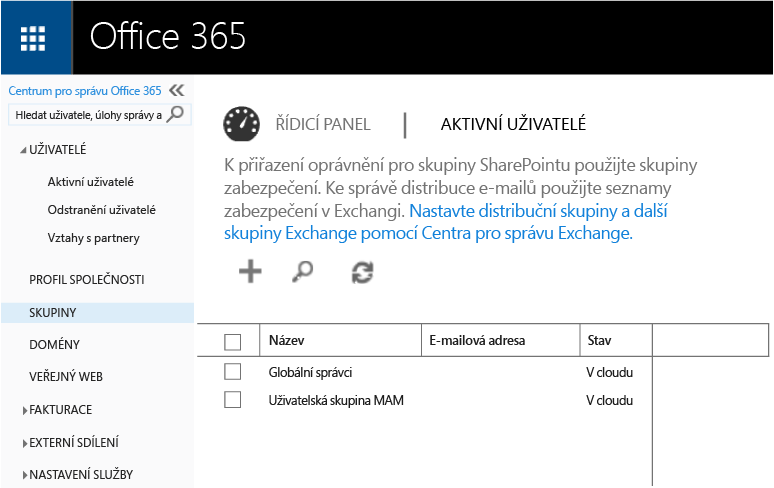 Office 365
Centrum pro správu Office 365
Hledat uživatele, úlohy správy a
UŽIVATELÉ
Aktivní uživatelé
Odstranění uživatelé
Vztahy s partnery
PROFIL SPOLEČNOSTI
SKUPINY
DOMÉNY
VEŘEJNÝ WEB
FAKTURACE
EXTERNÍ SDÍLENÍ
NASTAVENÍ SLUŽBY
ŘÍDICÍ PANEL | AKTIVNÍ UŽIVATELÉ
K přiřazení oprávnění pro skupiny SharePointu použijte skupiny
zabezpečení. Ke správě distribuce e-mailů použijte seznamy
zabezpečení v Exchangi. Nastavte distribuční skupiny a další
skupiny Exchange pomocí Centra pro správu Exchange.
Název E-mailová adresa Stav
Globální správci V cloudu
Uživatelská skupina MAM V cloudu